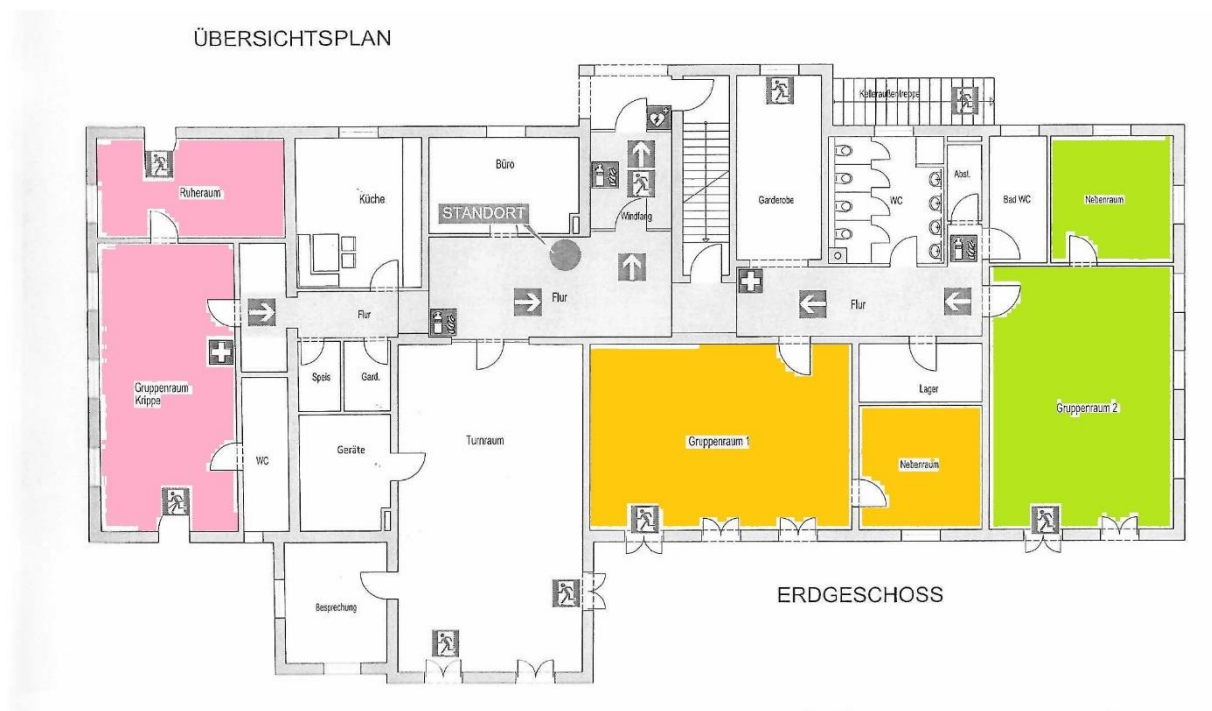 ÜBERSICHTSPLAN
Kelleraußentreppe
Ruheraum
Küche
Büro
STANDORT
Windfang
Garderobe
WC
Abst.
Bad WC
Nebenraum
Flur
Flur
Flur
Gruppenraum
Krippe
WC
Speis
Gard.
Geräte
Turnraum
Besprechung
Gruppenraum 1
Lager
Nebenraum
Gruppenraum 2
ERDGESCHOSS